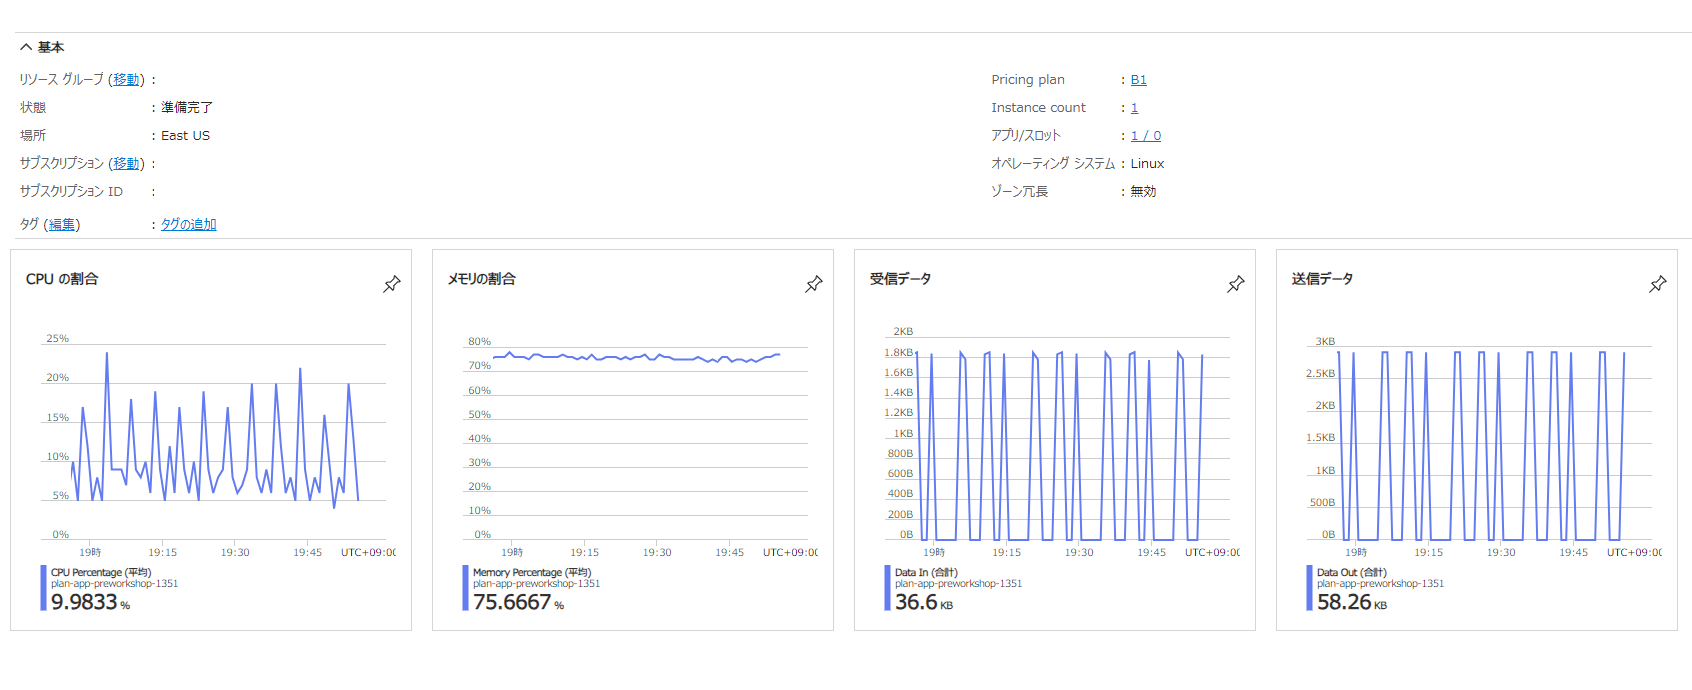 基本
リソース グループ (移動) :
状態 : 準備完了
場所 : East US
サブスクリプション (移動) :
サブスクリプション ID :
タグ (編集) : タグの追加
Pricing plan : B1
Instance count : 1
アプリ/スロット : 1 / 0
オペレーティング システム : Linux
ゾーン冗長 : 無効
CPU の割合
25%
20%
15%
10%
5%
0%
19時 19:15 19:30 19:45 UTC+09:00
CPU Percentage (平均)
plan-app-preworkshop-1351
9.9833 %
メモリの割合
80%
70%
60%
50%
40%
30%
20%
10%
0%
19時 19:15 19:30 19:45 UTC+09:00
Memory Percentage (平均)
plan-app-preworkshop-1351
75.6667 %
受信データ
2KB
1.8KB
1.6KB
1.4KB
1.2KB
1KB
800B
600B
400B
200B
0B
19時 19:15 19:30 19:45 UTC+09:00
Data In (合計)
plan-app-preworkshop-1351
36.6 KB
送信データ
3KB
2.5KB
2KB
1.5KB
1KB
500B
0B
19時 19:15 19:30 19:45 UTC+09:00
Data Out (合計)
plan-app-preworkshop-1351
58.26 KB